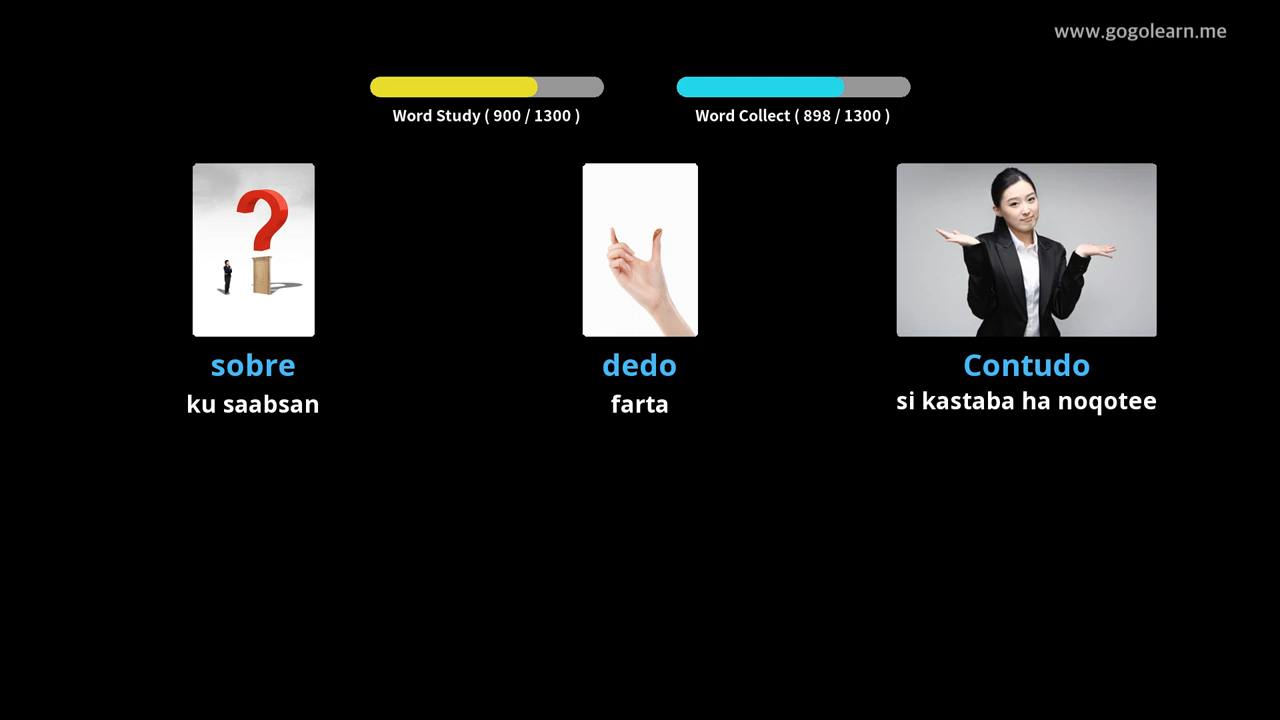 www.gogolearn.me
Word Study ( 900 / 1300 )
Word Collect ( 898 / 1300 )
sobre
dedo
Contudo
ku saabsan
farta
si kastaba ha noqotee